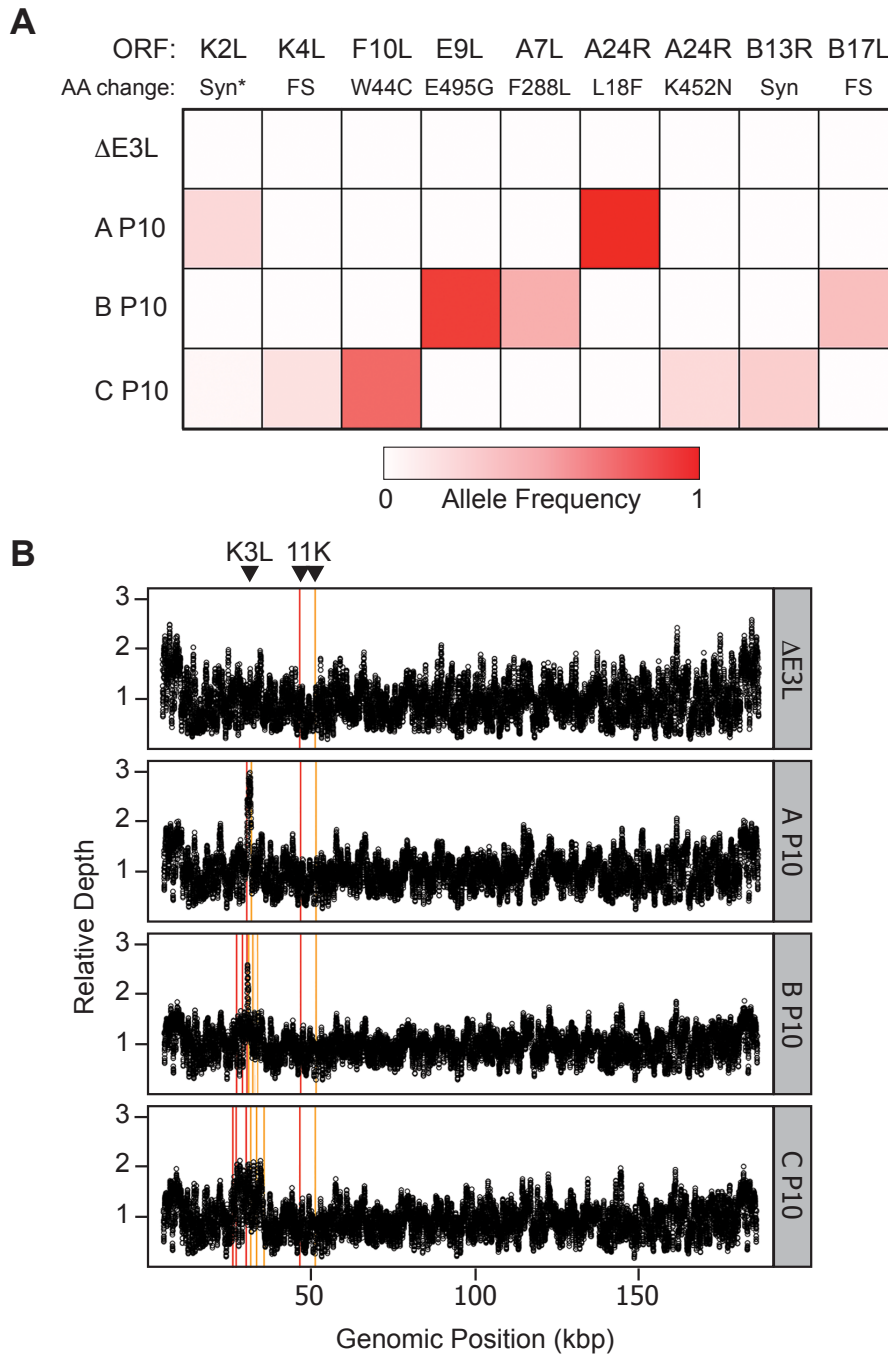 A
ORF: K2L K4L F10L E9L A7L A24R A24R B13R B17L
AA change: Syn* FS W44C E495G F288L L18F K452N Syn FS
ΔE3L
A P10
B P10
C P10
0 Allele Frequency 1
B
K3L 11K
3
2
1
ΔE3L
3
2
1
A P10
3
2
1
B P10
3
2
1
C P10
Relative Depth
50 100 150
Genomic Position (kbp)